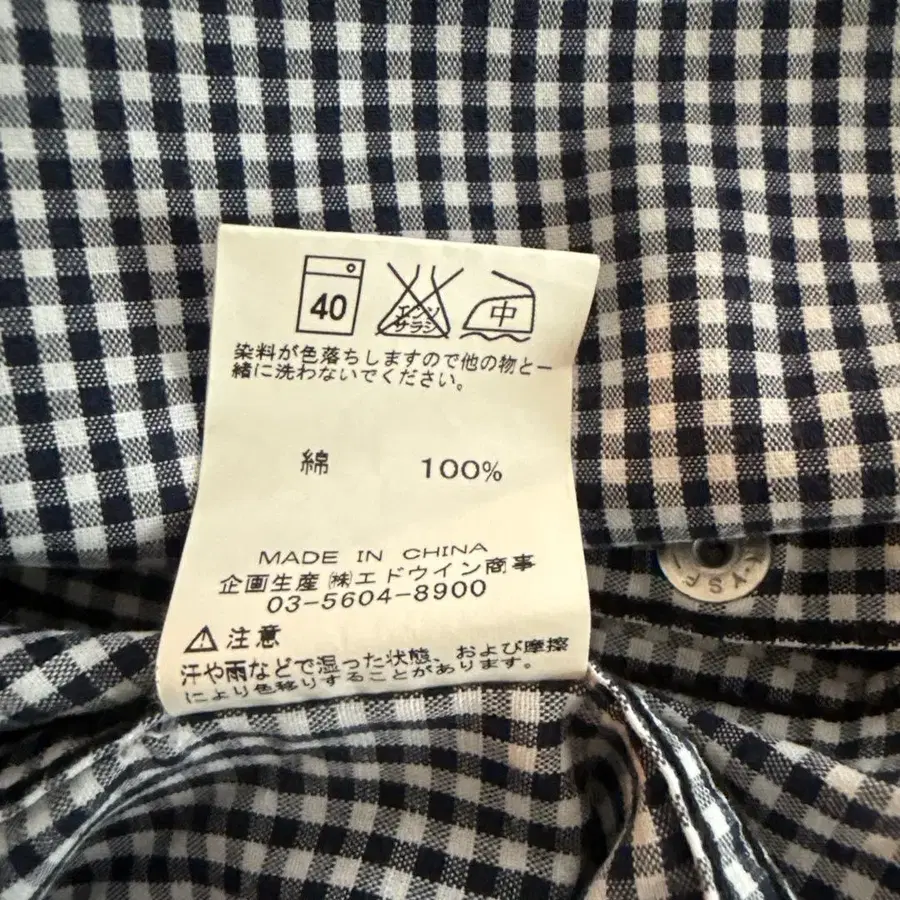 40
エンソ
サラシ
中
染料が色落ちしますので他の物と一
緒に洗わないでください。
綿 100%
MADE IN CHINA
企画生産 ㈱エドウイン商事
03-5604-8900
⚠注意
汗や雨などで湿った状態、および摩擦
により色移りすることがあります。